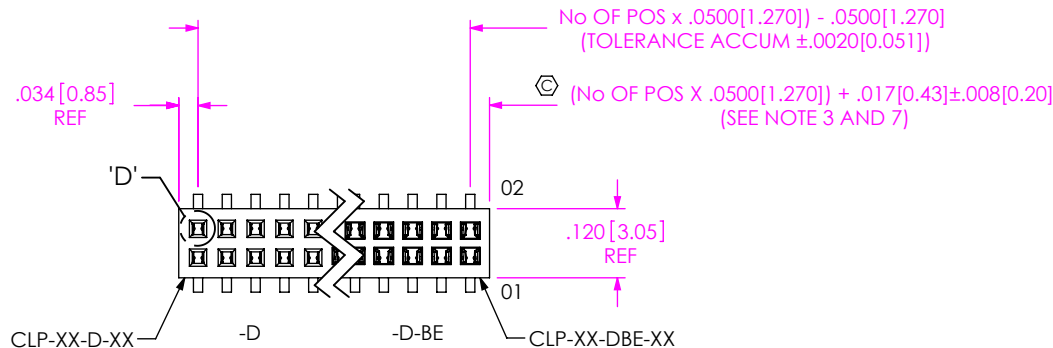 No OF POS x .0500[1.270]) - .0500[1.270]
(TOLERANCE ACCUM ±.0020[0.051])
.034[0.85]
REF
C (No OF POS X .0500[1.270]) + .017[0.43]±.008[0.20]
(SEE NOTE 3 AND 7)
'D'
02
.120[3.05]
REF
01
CLP-XX-D-XX
-D
-D-BE
CLP-XX-DBE-XX